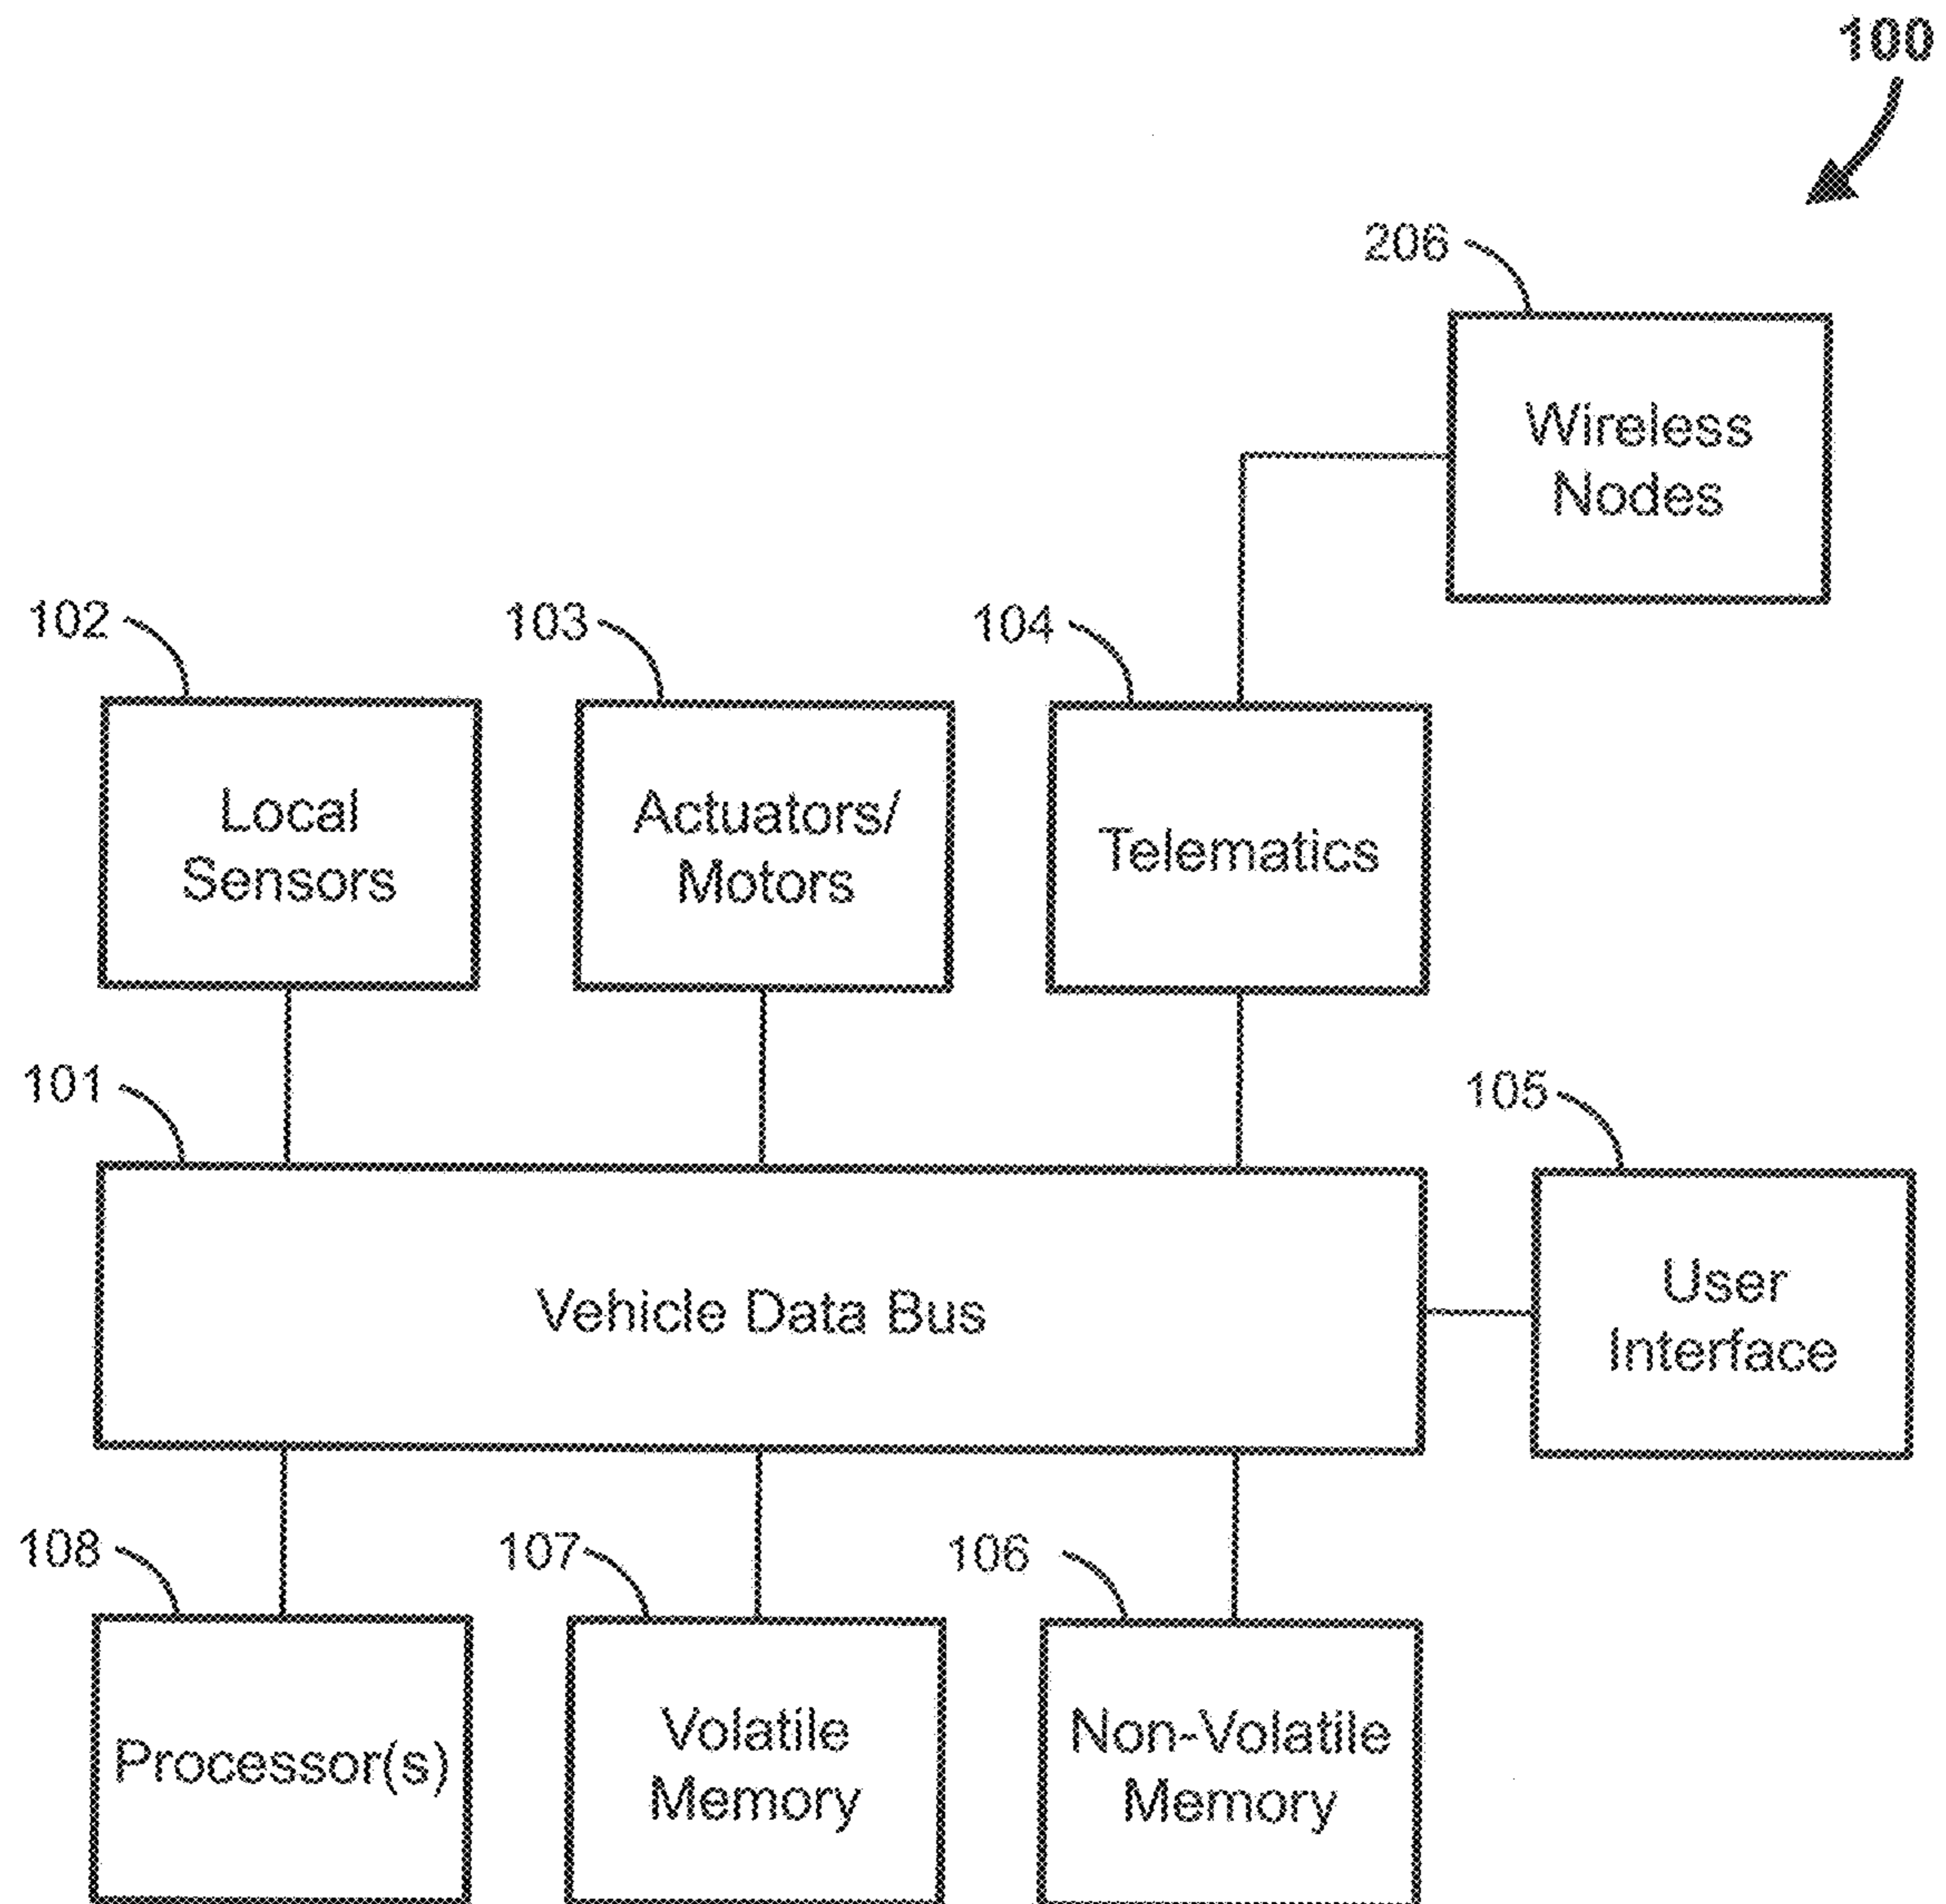 100
206
Wireless
Nodes
102
103
104
Local
Sensors
Actuators/
Motors
Telematics
101
105
Vehicle Data Bus
User
Interface
108
107
106
Processor(s)
Volatile
Memory
Non-Volatile
Memory